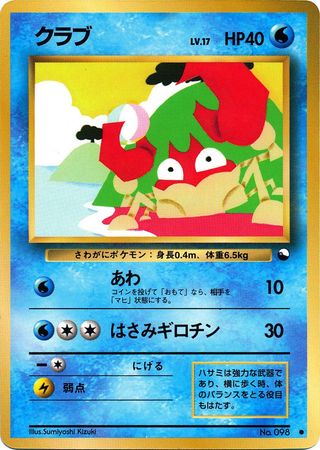 クラブ LV.17 HP40
さわがにポケモン：身長0.4m、体重6.5kg
あわ 10
コインを投げて「おもて」なら、相手を
「マヒ」状態にする。
はさみギロチン 30
にげる
弱点
ハサミは強力な武器で
あり、横に歩く時、体
のバランスをとる役目
もはたす。
Illus.Sumiyoshi Kizuki No.098